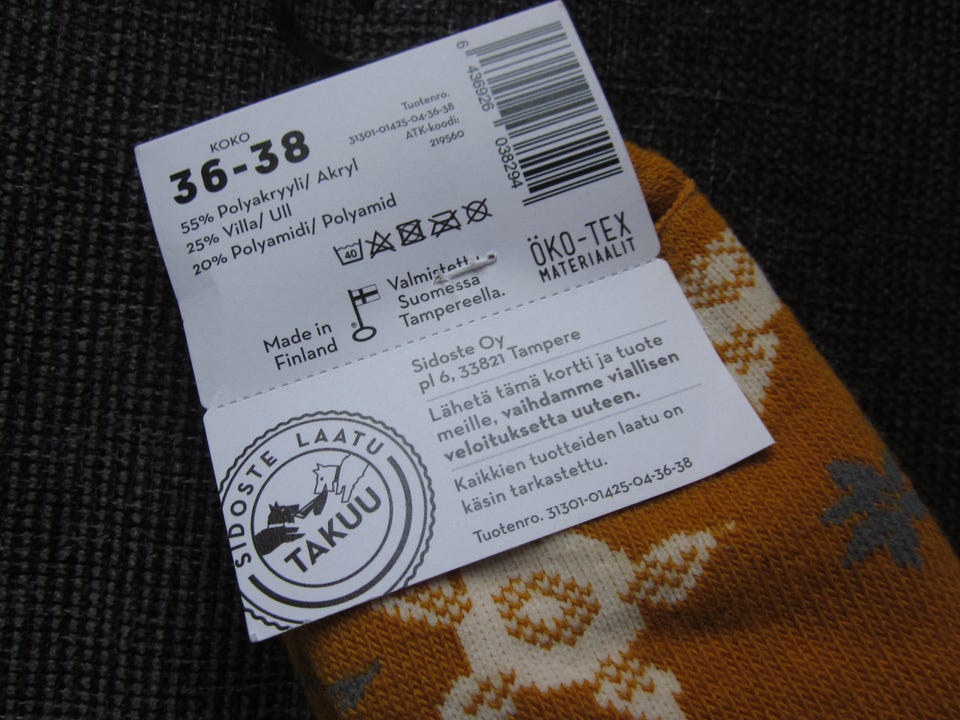 KOKO
36-38
55% Polyakryyli/ Akryl
25% Villa/ Ull
20% Polyamidi/ Polyamid
Tuotenro.
31301-01425-04-36-38
ATK-koodi:
219560
6 436926 038294
40
ÖKO-TEX
MATERIAALIT
Made in
Finland
Valmistettu
Suomessa
Tampereella.
Sidoste Oy
pl 6, 33821 Tampere
Lähetä tämä kortti ja tuote
meille, vaihdamme viallisen
veloituksetta uuteen.
Kaikkien tuotteiden laatu on
käsin tarkastettu.
Tuotenro. 31301-01425-04-36-38
SIDOSTE LAATU
TAKUU